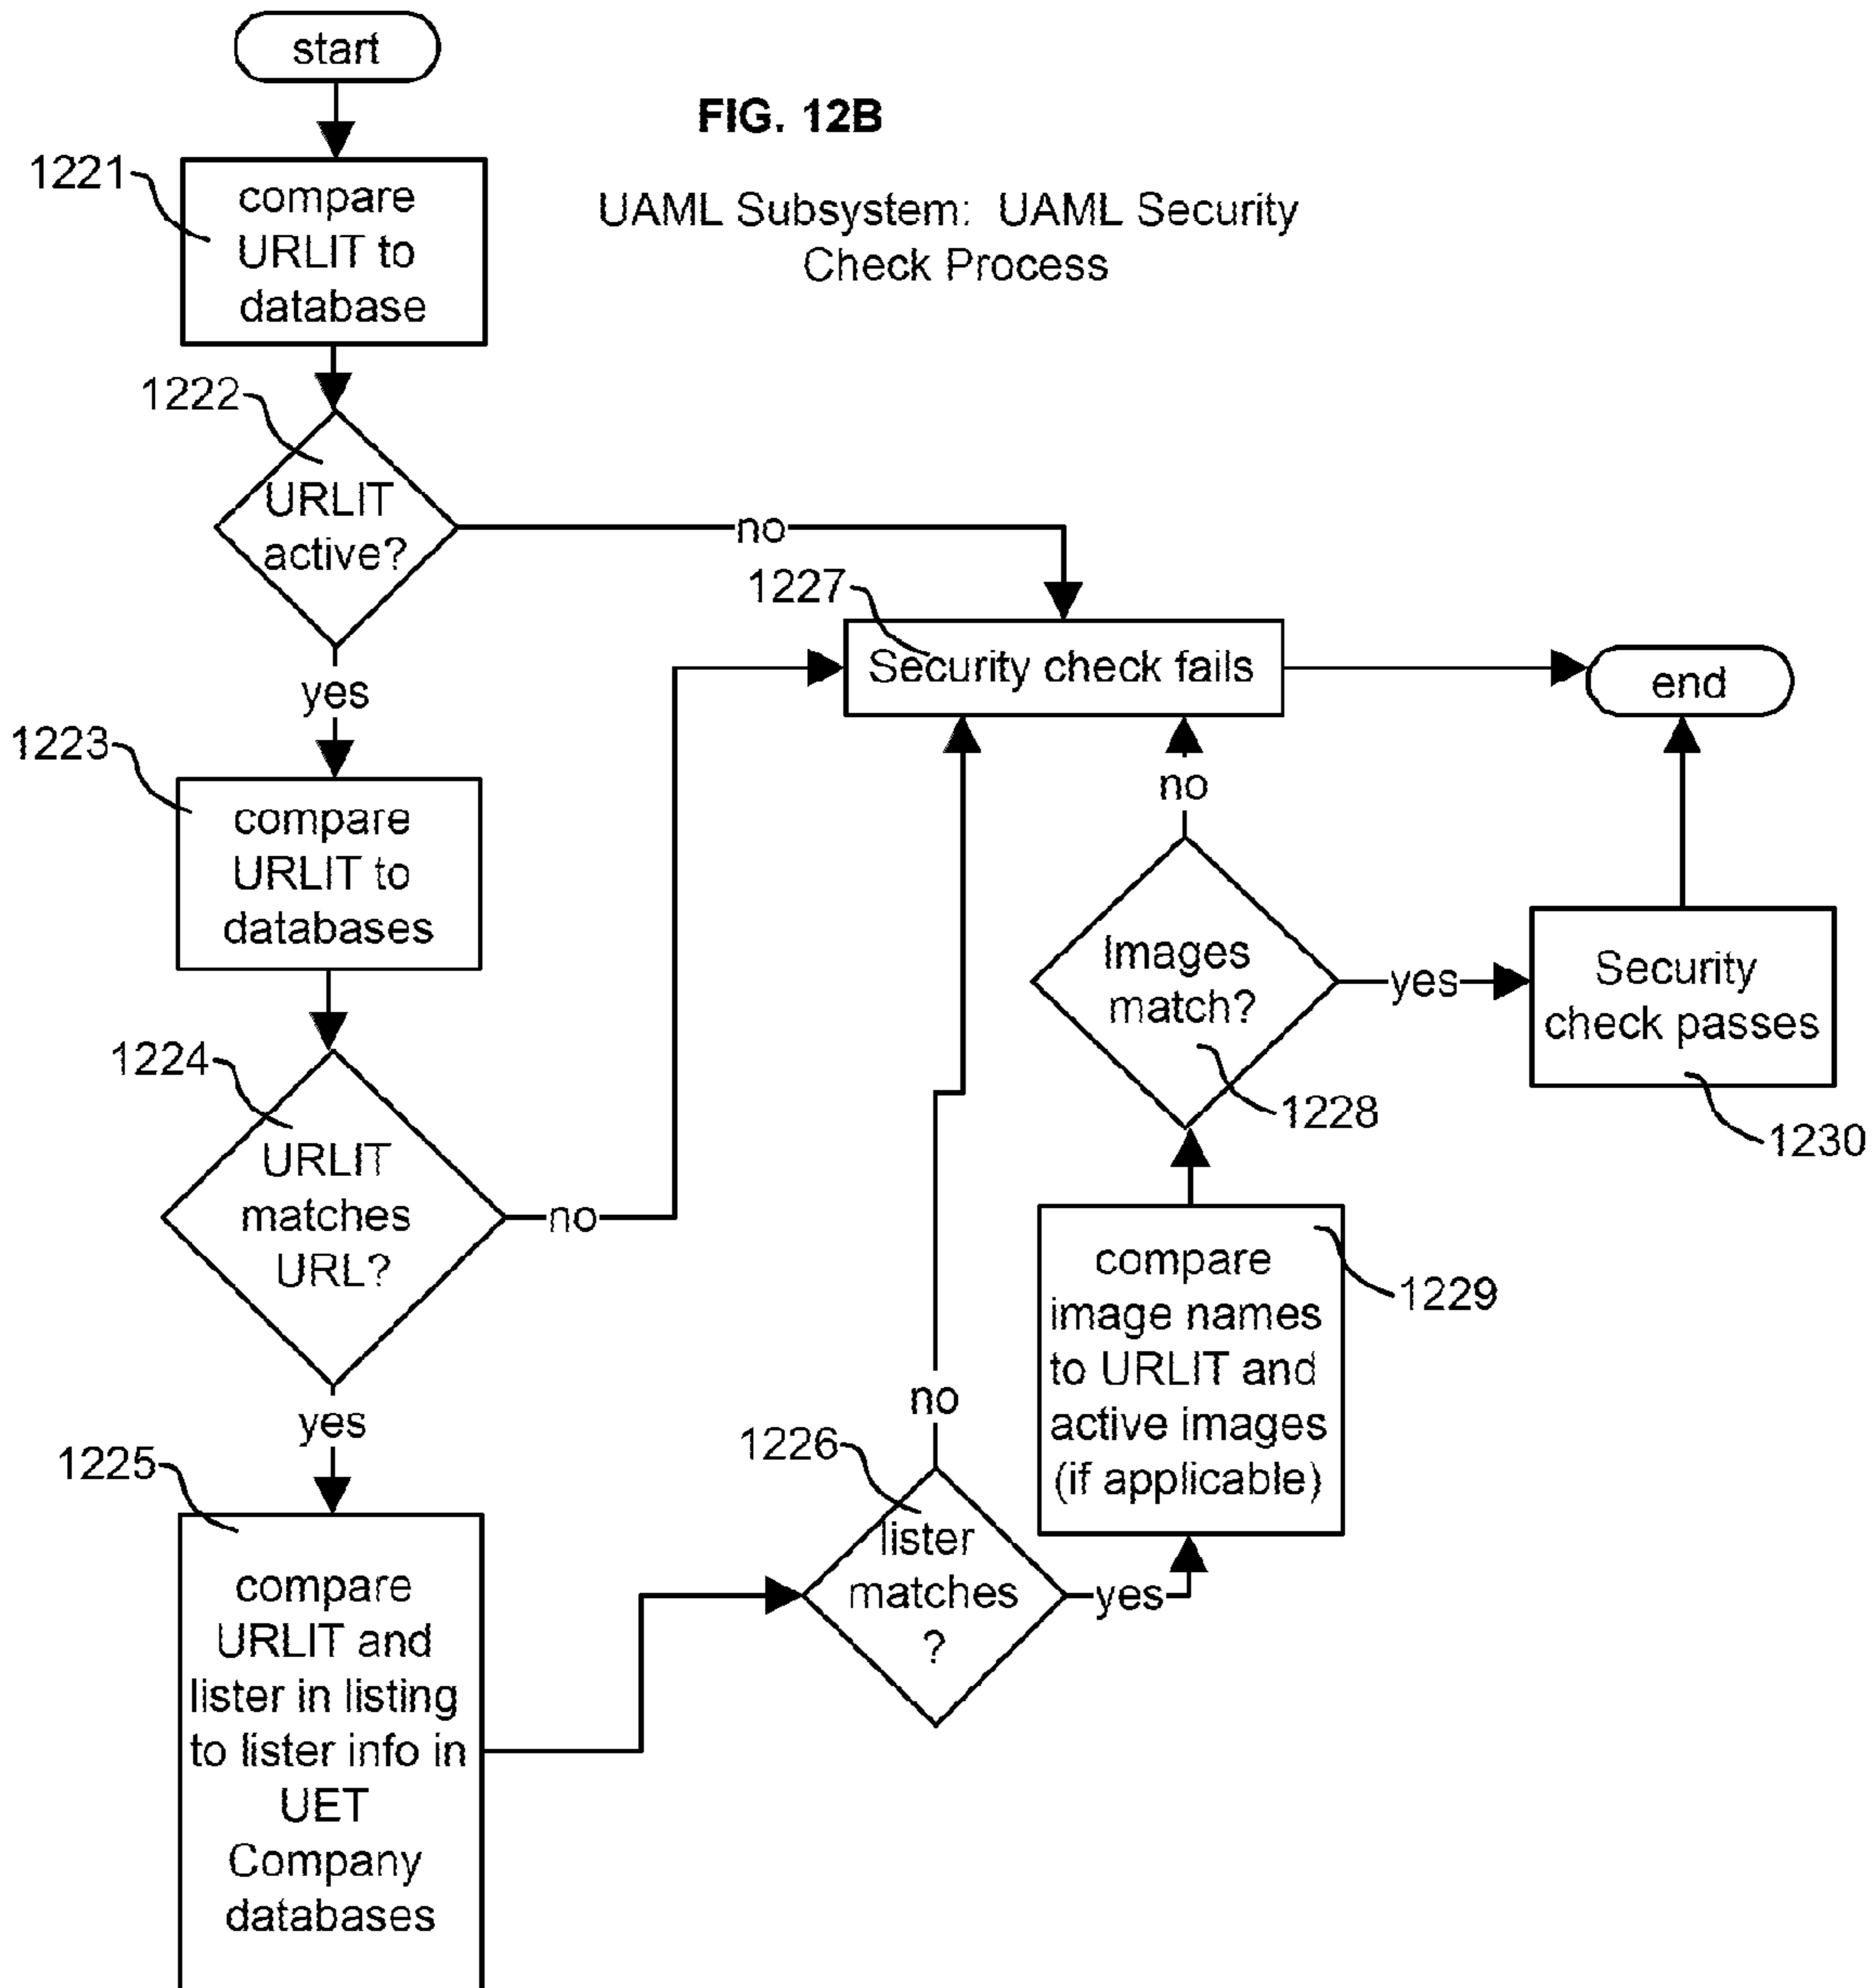 start
FIG. 12B
UAML Subsystem: UAML Security
Check Process
1221
compare
URLIT to
database
1222
URLIT
active?
no
yes
1227
Security check fails
end
1223
compare
URLIT to
databases
1224
URLIT
matches
URL?
no
yes
1225
compare
URLIT and
lister in listing
to lister info in
UET
Company
databases
1226
lister
matches
?
no
yes
1229
compare
image names
to URLIT and
active images
(if applicable)
1228
Images
match?
no
yes
Security
check passes
1230